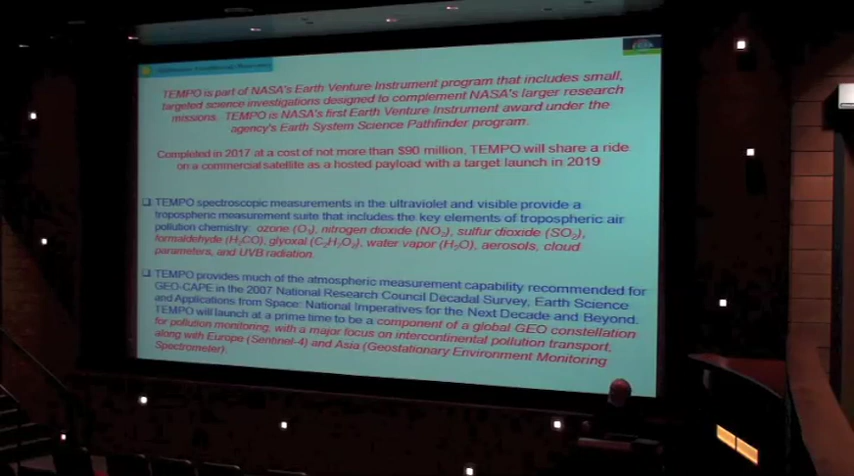 TEMPO is part of NASA's Earth Venture Instrument program that includes small,
targeted science investigations designed to complement NASA's larger research
missions. TEMPO is NASA's first Earth Venture Instrument award under the
agency's Earth System Science Pathfinder program.
Completed in 2017 at a cost of not more than $90 million, TEMPO will share a ride
on a commercial satellite as a hosted payload with a target launch in 2019
❑ TEMPO spectroscopic measurements in the ultraviolet and visible provide a
tropospheric measurement suite that includes the key elements of tropospheric air
pollution chemistry: ozone (O₃), nitrogen dioxide (NO₂), sulfur dioxide (SO₂),
formaldehyde (H₂CO), glyoxal (C₂H₂O₂), water vapor (H₂O), aerosols, cloud
parameters, and UVB radiation.
❑ TEMPO provides much of the atmospheric measurement capability recommended for
GEO-CAPE in the 2007 National Research Council Decadal Survey, Earth Science
and Applications from Space: National Imperatives for the Next Decade and Beyond.
TEMPO will launch at a prime time to be a component of a global GEO constellation
for pollution monitoring, with a major focus on intercontinental pollution transport,
along with Europe (Sentinel-4) and Asia (Geostationary Environment Monitoring
Spectrometer).